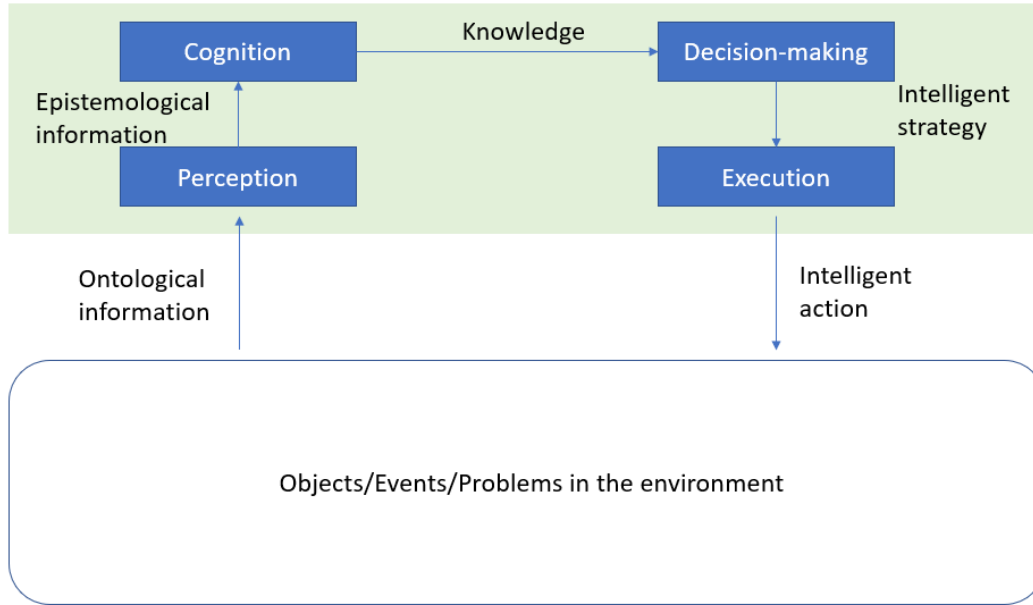 Knowledge
Cognition
Decision-making
Epistemological
information
Intelligent
strategy
Perception
Execution
Ontological
information
Intelligent
action
Objects/Events/Problems in the environment